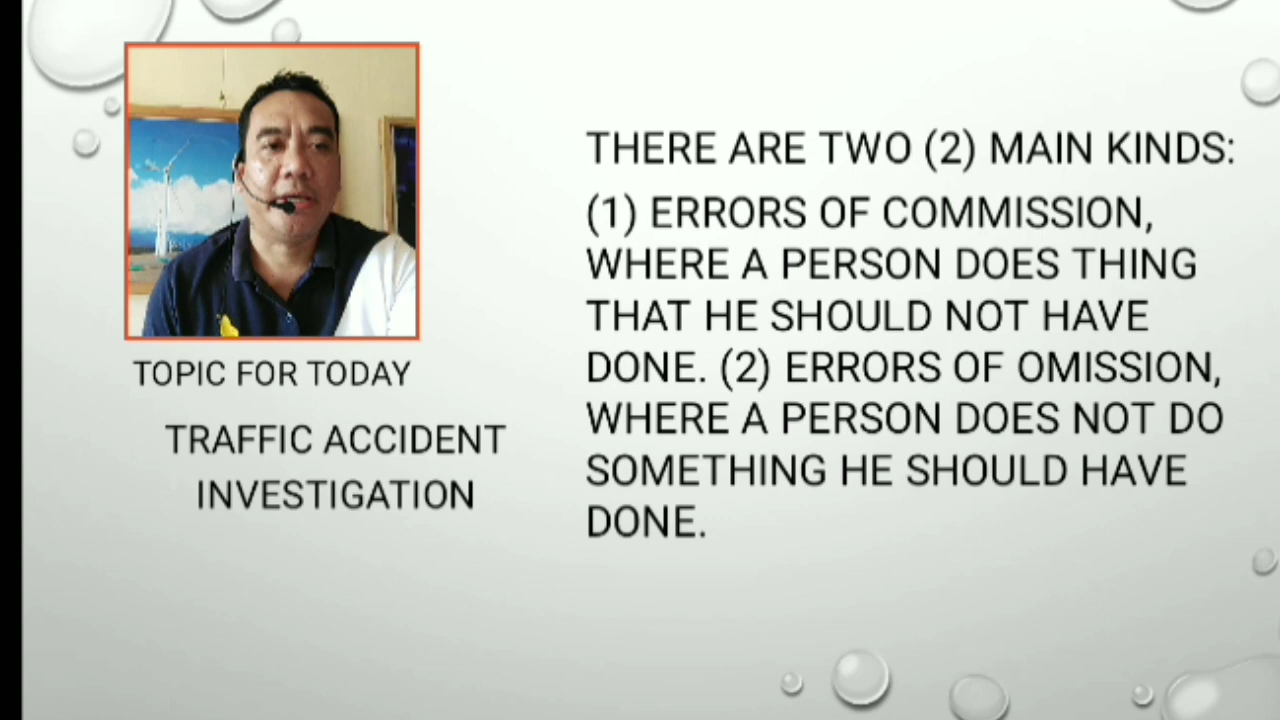 TOPIC FOR TODAY
TRAFFIC ACCIDENT
INVESTIGATION
THERE ARE TWO (2) MAIN KINDS:
(1) ERRORS OF COMMISSION,
WHERE A PERSON DOES THING
THAT HE SHOULD NOT HAVE
DONE. (2) ERRORS OF OMISSION,
WHERE A PERSON DOES NOT DO
SOMETHING HE SHOULD HAVE
DONE.